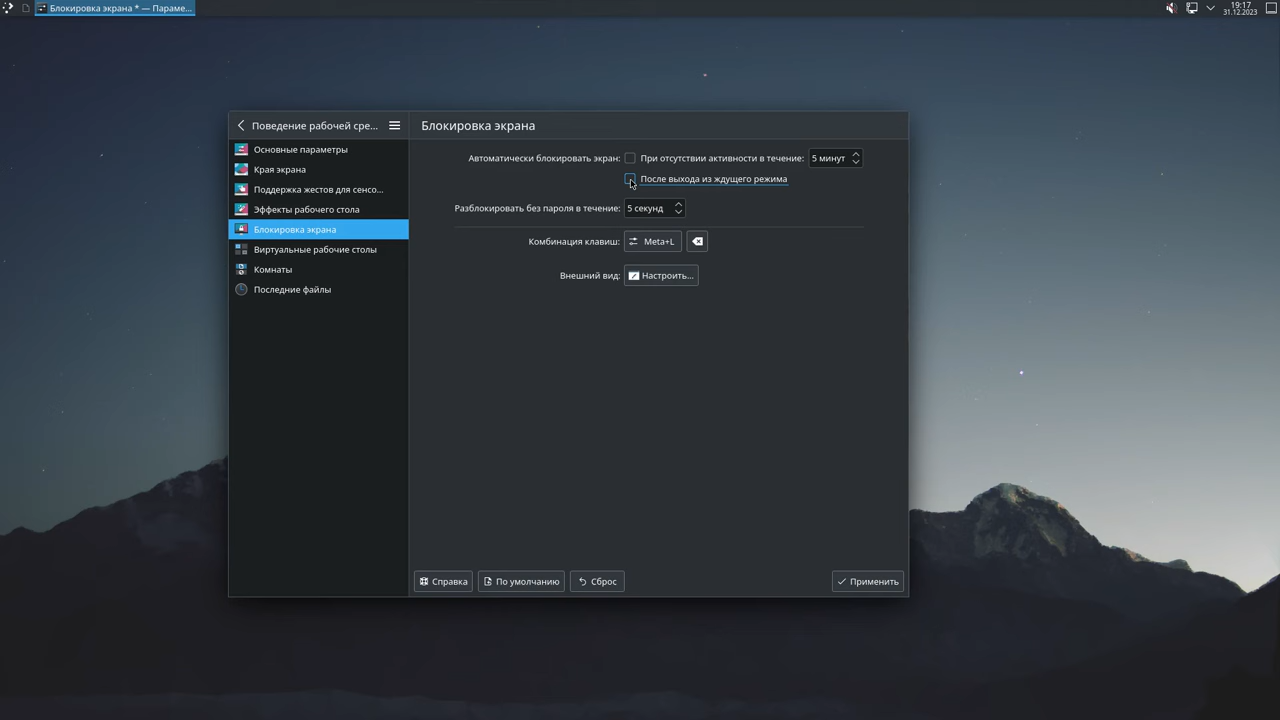 Блокировка экрана * — Параме...
19:17
31.12.2023
Поведение рабочей сре...
Блокировка экрана
Основные параметры
Края экрана
Поддержка жестов для сенсо...
Эффекты рабочего стола
Блокировка экрана
Виртуальные рабочие столы
Комнаты
Последние файлы
Автоматически блокировать экран: При отсутствии активности в течение: 5 минут
После выхода из ждущего режима
Разблокировать без пароля в течение: 5 секунд
Комбинация клавиш: Meta+L
Внешний вид: Настроить...
Справка По умолчанию Сброс Применить